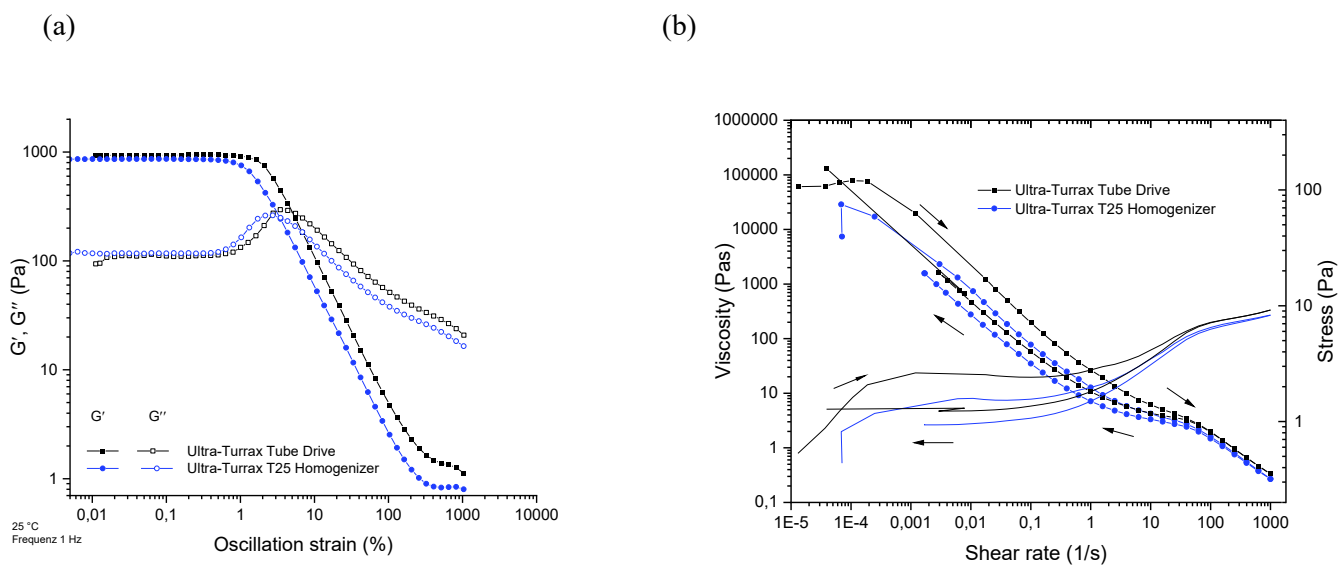 (a)
(b)
G′, G″ (Pa)
1000
100
10
1
0,01
0,1
1
10
100
1000
10000
G′ G″
Ultra-Turrax Tube Drive
Ultra-Turrax T25 Homogenizer
25 °C
Frequenz 1 Hz
Oscillation strain (%)
Viscosity (Pas)
1000000
100000
10000
1000
100
10
1
0,1
1E-5
1E-4
0,001
0,01
0,1
1
10
100
1000
Ultra-Turrax Tube Drive
Ultra-Turrax T25 Homogenizer
100
10
1
Stress (Pa)
Shear rate (1/s)